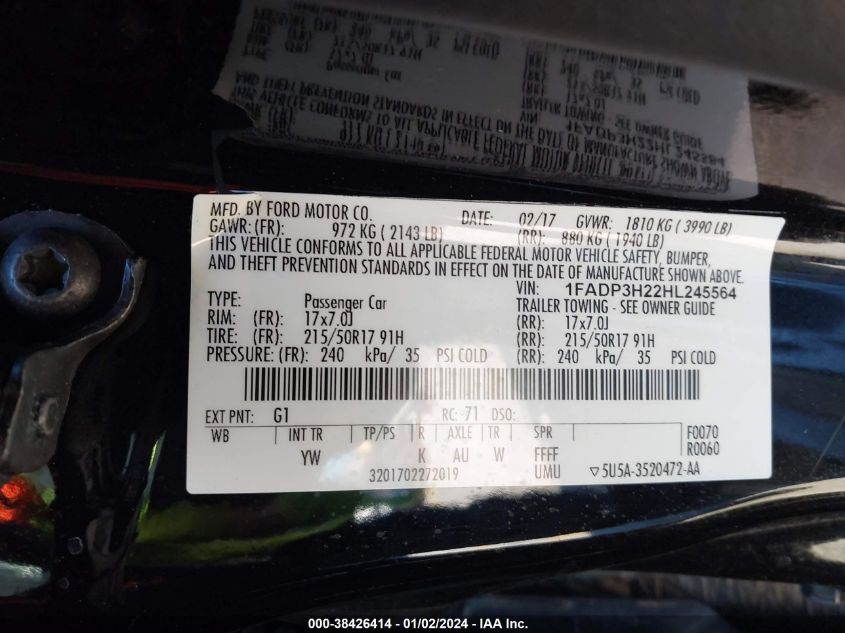 MFD. BY FORD MOTOR CO. DATE: 02/17 GVWR: 1810 KG ( 3990 LB)
GAWR: (FR) 972 KG ( 2143 LB) (RR): 880 KG ( 1940 LB)
THIS VEHICLE CONFORMS TO ALL APPLICABLE FEDERAL MOTOR VEHICLE SAFETY, BUMPER,
AND THEFT PREVENTION STANDARDS IN EFFECT ON THE DATE OF MANUFACTURE SHOWN ABOVE.
VIN: 1FADP3H22HL245564
TYPE: Passenger Car TRAILER TOWING - SEE OWNER GUIDE
RIM: (FR): 17x7.0J (RR): 17x7.0J
TIRE: (FR): 215/50R17 91H (RR): 215/50R17 91H
PRESSURE: (FR): 240 kPa/ 35 PSI COLD (RR): 240 kPa/ 35 PSI COLD
EXT PNT: G1 RC: 71 DSO:
WB INT TR TP/PS R AXLE TR SPR F0070
YW K AU W FFFF R0060
3201702272019 UMU ▽5U5A-3520472-AA
000-38426414 - 01/02/2024 - IAA Inc.